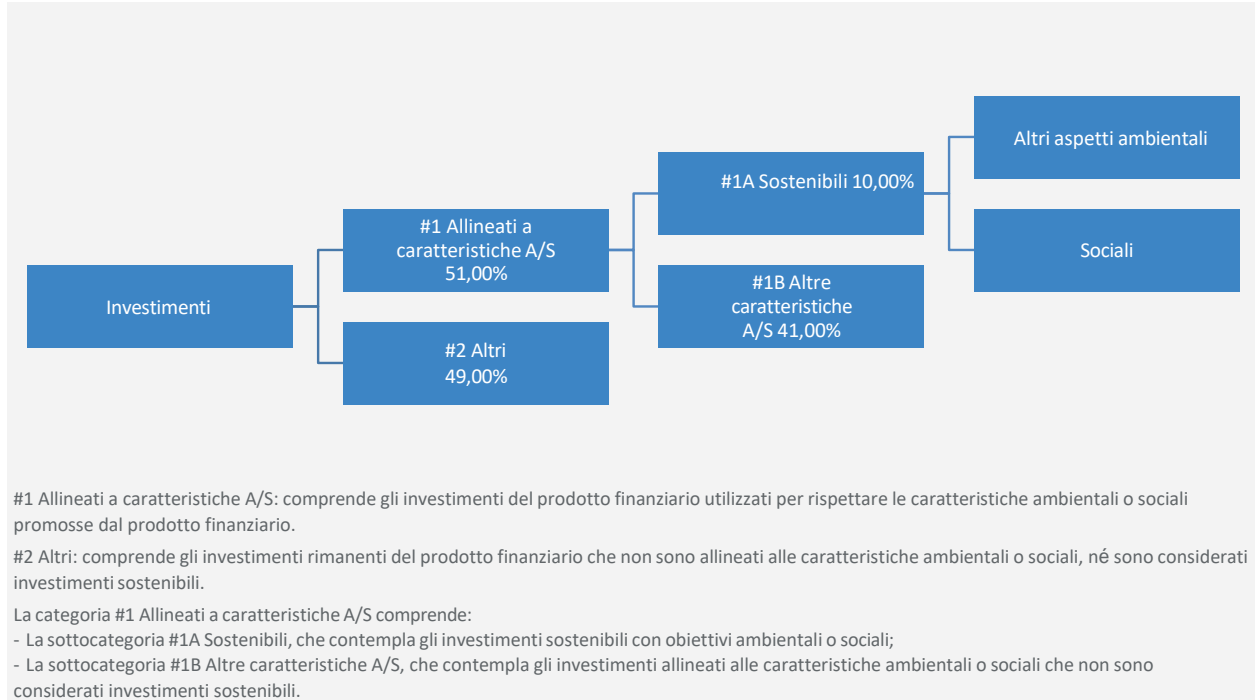 Investimenti
#1 Allineati a
caratteristiche A/S
51,00%
#2 Altri
49,00%
#1A Sostenibili 10,00%
#1B Altre
caratteristiche
A/S 41,00%
Altri aspetti ambientali
Sociali
#1 Allineati a caratteristiche A/S: comprende gli investimenti del prodotto finanziario utilizzati per rispettare le caratteristiche ambientali o sociali
promosse dal prodotto finanziario.
#2 Altri: comprende gli investimenti rimanenti del prodotto finanziario che non sono allineati alle caratteristiche ambientali o sociali, né sono considerati
investimenti sostenibili.
La categoria #1 Allineati a caratteristiche A/S comprende:
- La sottocategoria #1A Sostenibili, che contempla gli investimenti sostenibili con obiettivi ambientali o sociali;
- La sottocategoria #1B Altre caratteristiche A/S, che contempla gli investimenti allineati alle caratteristiche ambientali o sociali che non sono
considerati investimenti sostenibili.